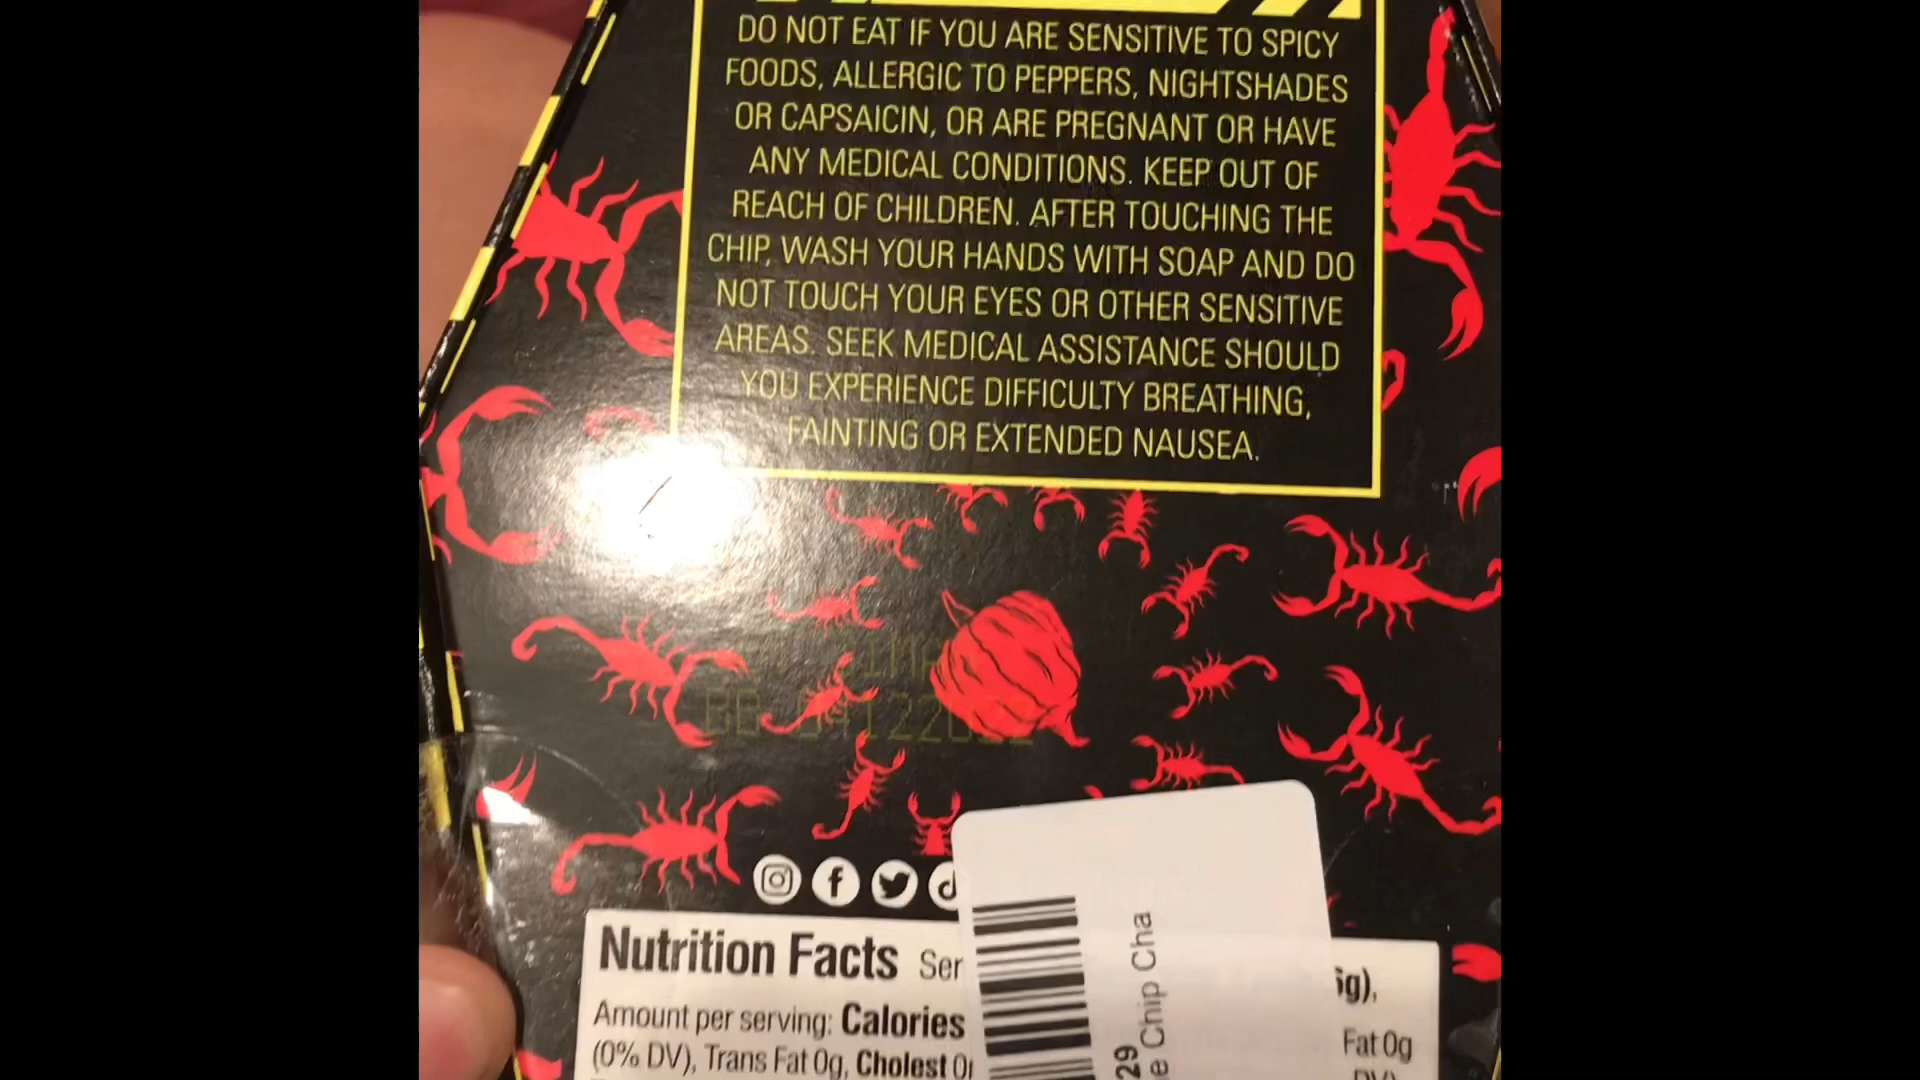 DO NOT EAT IF YOU ARE SENSITIVE TO SPICY
FOODS, ALLERGIC TO PEPPERS, NIGHTSHADES
OR CAPSAICIN, OR ARE PREGNANT OR HAVE
ANY MEDICAL CONDITIONS. KEEP OUT OF
REACH OF CHILDREN. AFTER TOUCHING THE
CHIP, WASH YOUR HANDS WITH SOAP AND DO
NOT TOUCH YOUR EYES OR OTHER SENSITIVE
AREAS. SEEK MEDICAL ASSISTANCE SHOULD
YOU EXPERIENCE DIFFICULTY BREATHING,
FAINTING OR EXTENDED NAUSEA.
BB
Nutrition Facts Ser
Amount per serving: Calories
(0% DV), Trans Fat 0g, Cholest
29
e Chip Cha
g),
Fat 0g